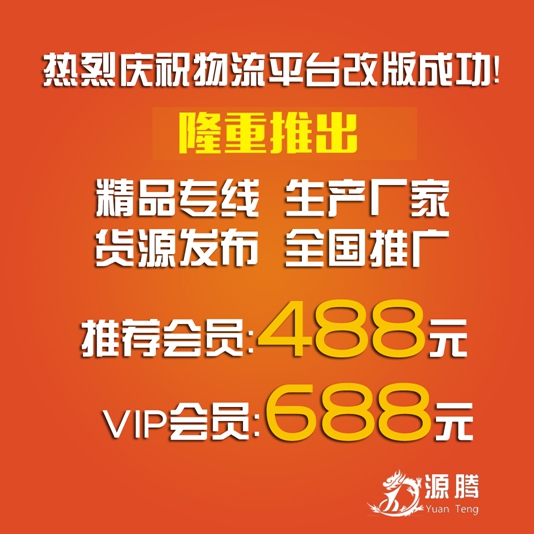 热烈庆祝物流平台改版成功!
隆重推出
精品专线 生产厂家
货源发布 全国推广
推荐会员:488元
VIP会员:688元
源腾
Yuan Teng